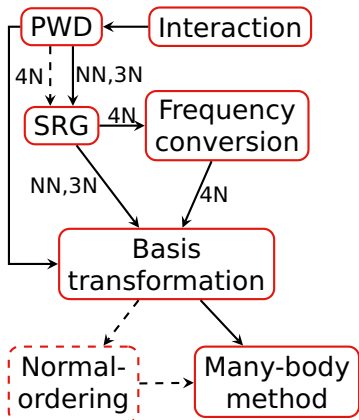 PWD
Interaction
4N
NN,3N
SRG
4N
Frequency
conversion
NN,3N
4N
Basis
transformation
Normal-
ordering
Many-body
method